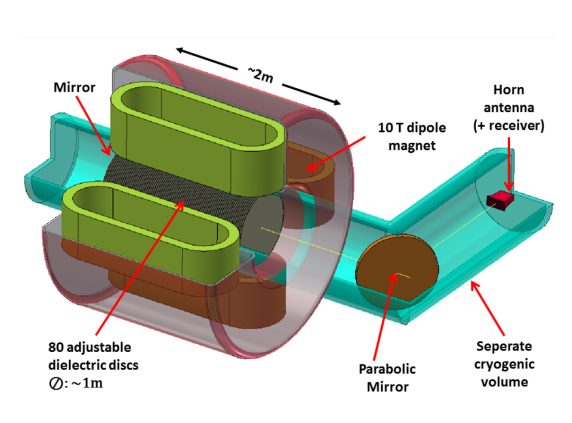 ~2m
Mirror
Horn
antenna
(+ receiver)
10 T dipole
magnet
80 adjustable
dielectric discs
∅: ~1m
Parabolic
Mirror
Seperate
cryogenic
volume